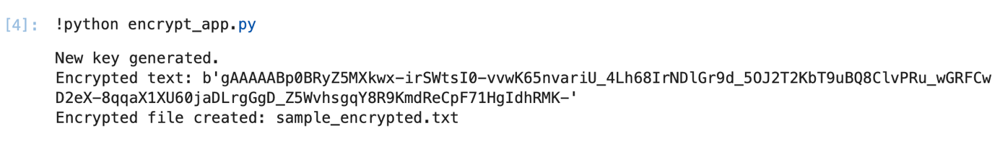 [4]: !python encrypt_app.py
New key generated.
Encrypted text: b'gAAAAABp0BRyZ5MXkwx-irSWtsI0-vvwK65nvariU_4Lh68IrNDlGr9d_5OJ2T2KbT9uBQ8ClvPRu_wGRFCw
D2eX-8qqaX1XU60jaDLrgGgD_Z5WvhsgqY8R9KmdReCpF71HgIdhRMK-'
Encrypted file created: sample_encrypted.txt